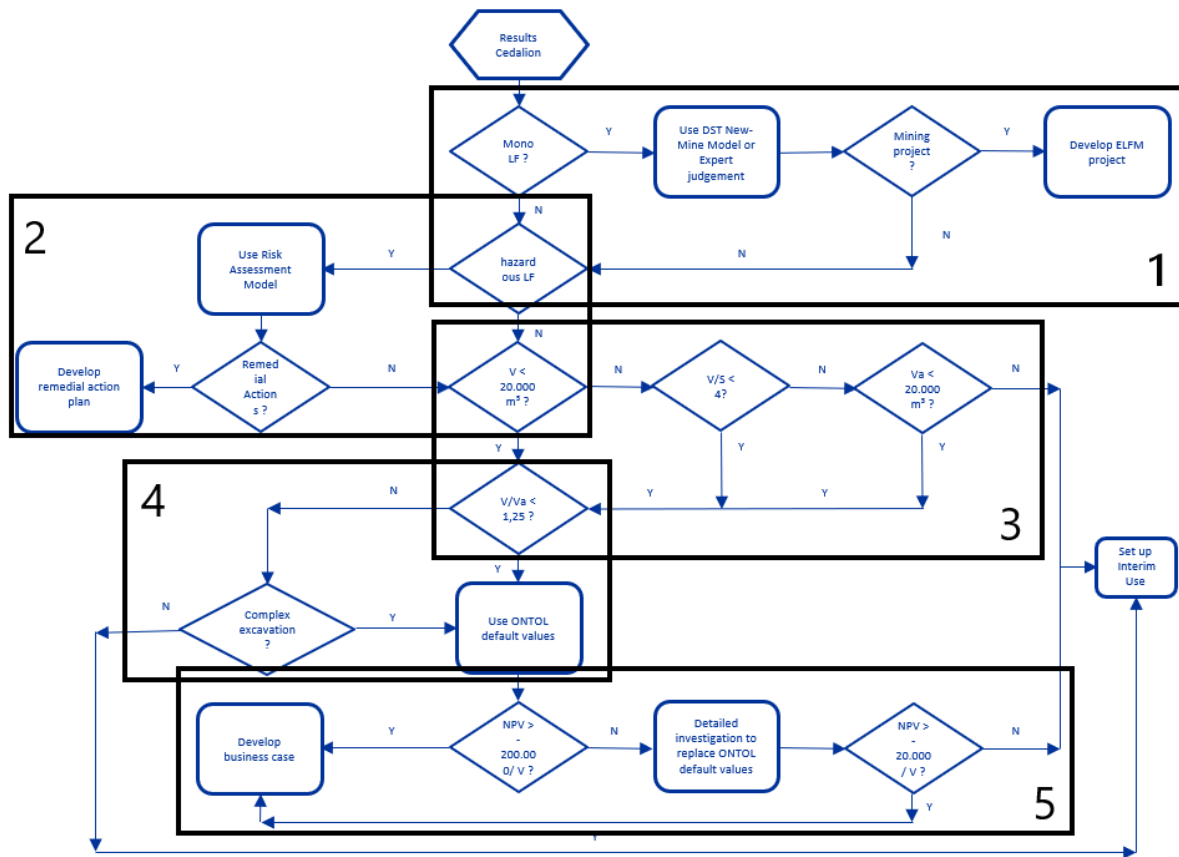 Results
Cedalion
Mono
LF ?
Y
Use DST New-
Mine Model or
Expert
judgement
Mining
project
?
Y
Develop ELFM
project
N
N
1
2
Use Risk
Assessment
Model
Y
hazard
ous LF
N
N
Develop
remedial action
plan
Y
Remed
ial
Action
s ?
N
V <
20.000
m³ ?
N
V/S <
4?
N
Va <
20.000
m³ ?
N
Y
Y
Y
3
4
N
V/Va <
1,25 ?
Y
Y
Set up
Interim
Use
N
Complex
excavation
?
Y
Y
Use ONTOL
default values
Develop
business case
Y
NPV >
-
200.00
0/ V ?
N
Detailed
investigation to
replace ONTOL
default values
NPV >
-
20.000
/ V ?
N
Y
5
Y